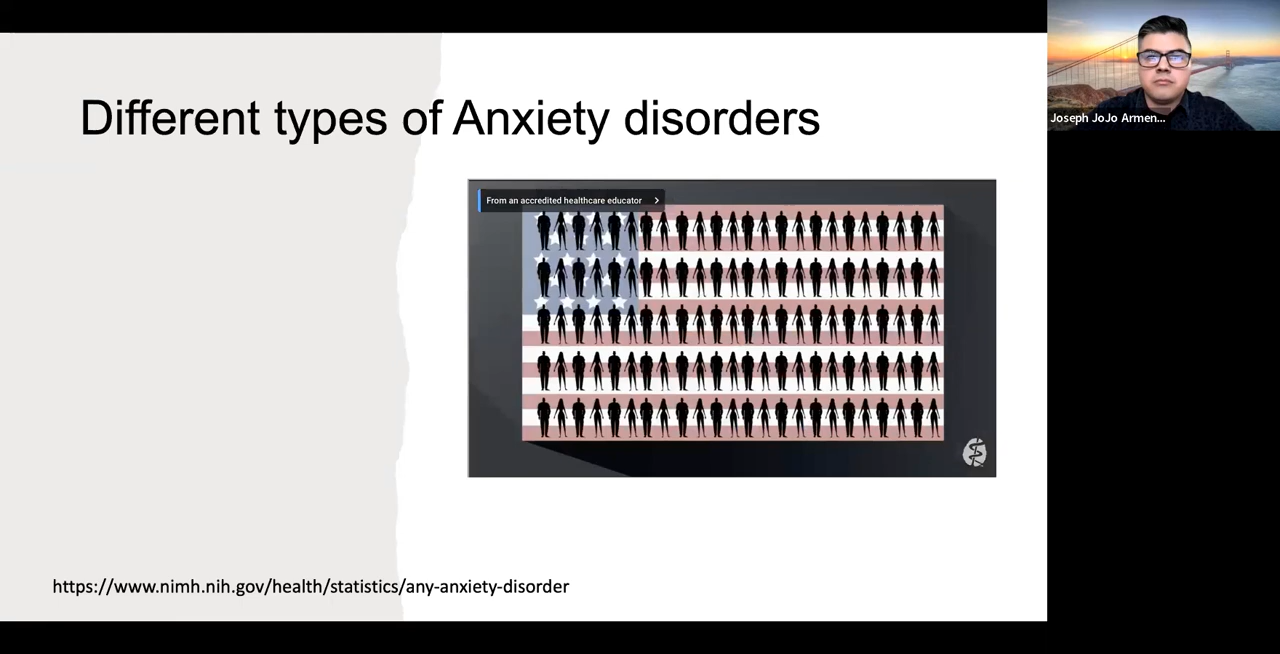 Different types of Anxiety disorders
Joseph JoJo Armen...
From an accredited healthcare educator
https://www.nimh.nih.gov/health/statistics/any-anxiety-disorder